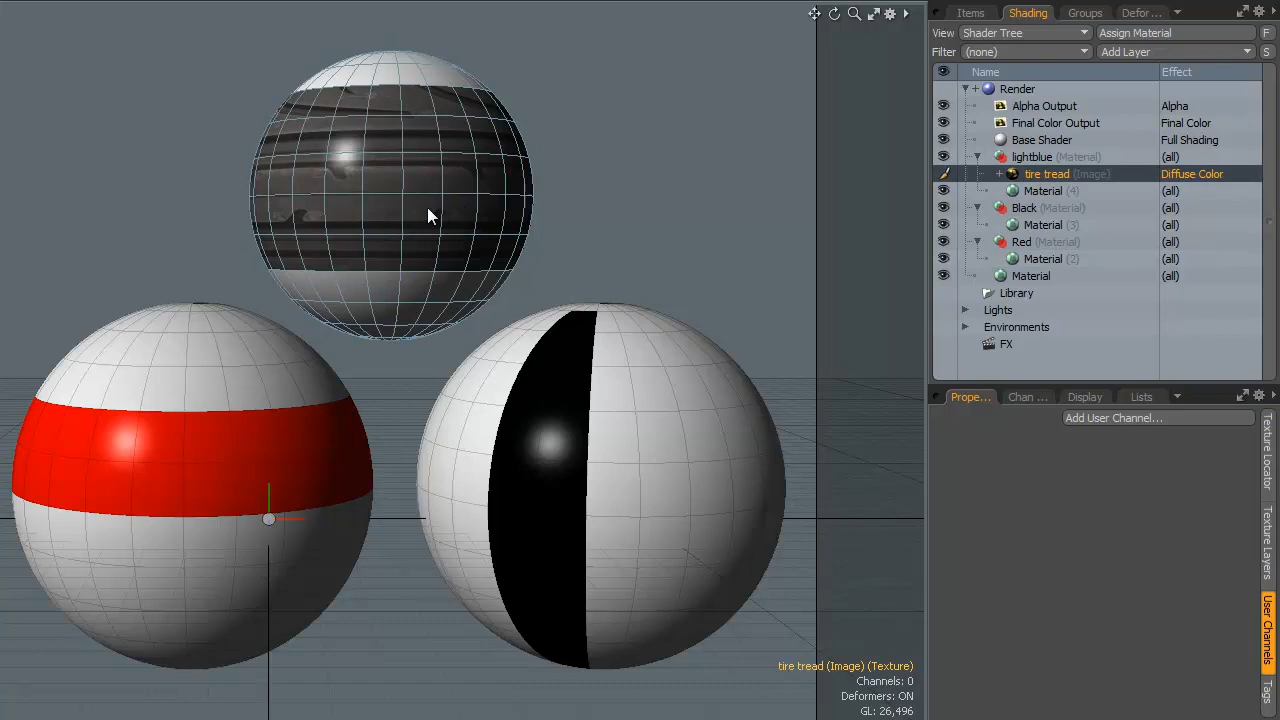 Items Shading Groups Defor ...
View Shader Tree Assign Material F
Filter (none) Add Layer S
Name Effect
Render
Alpha Output Alpha
Final Color Output Final Color
Base Shader Full Shading
lightblue (Material) (all)
tire tread (Image) Diffuse Color
Material (4) (all)
Black (Material) (all)
Material (3) (all)
Red (Material) (all)
Material (2) (all)
Material (all)
Library
Lights
Environments
FX
Prope... Chan ... Display Lists
Add User Channel...
Texture Locator
Texture Layers
User Channels
Tags
tire tread (Image) (Texture)
Channels: 0
Deformers: ON
GL: 26,496